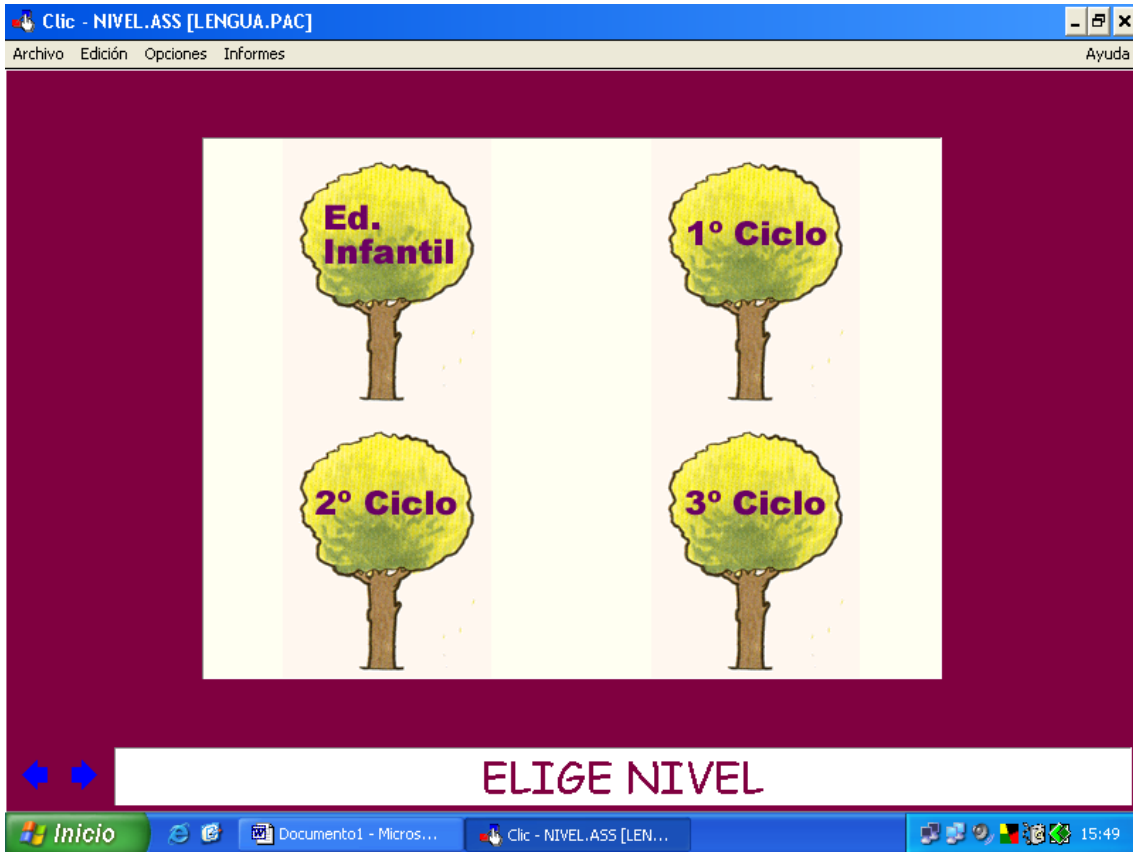 Clic - NIVEL.ASS [LENGUA.PAC]
Archivo Edición Opciones Informes Ayuda
Ed.
Infantil
1º Ciclo
2º Ciclo
3º Ciclo
ELIGE NIVEL
Inicio Documento1 - Micros... Clic - NIVEL.ASS [LEN... 15:49